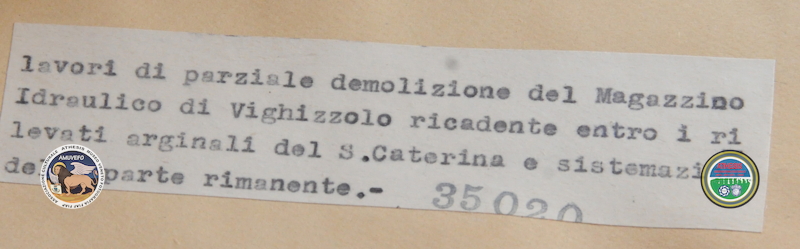 lavori di parziale demolizione del Magazzino
Idraulico di Vighizzolo ricadente entro i ri
levati arginali del S.Caterina e sistemazi
parte rimanente.-
35020
AMUVEFO